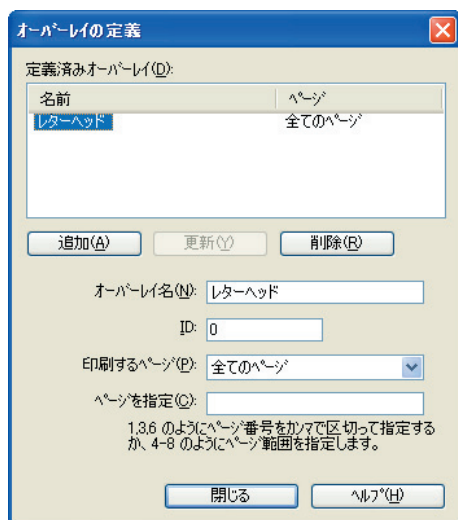 オーバーレイの定義
定義済みオーバーレイ(D):
名前 ページ
レターヘッド 全てのページ
追加(A) 更新(Y) 削除(R)
オーバーレイ名(N): レターヘッド
ID: 0
印刷するページ(P): 全てのページ
ページを指定(C):
1,3,6 のようにページ番号をカンマで区切って指定する
か、4-8 のようにページ範囲を指定します。
閉じる ヘルプ(H)